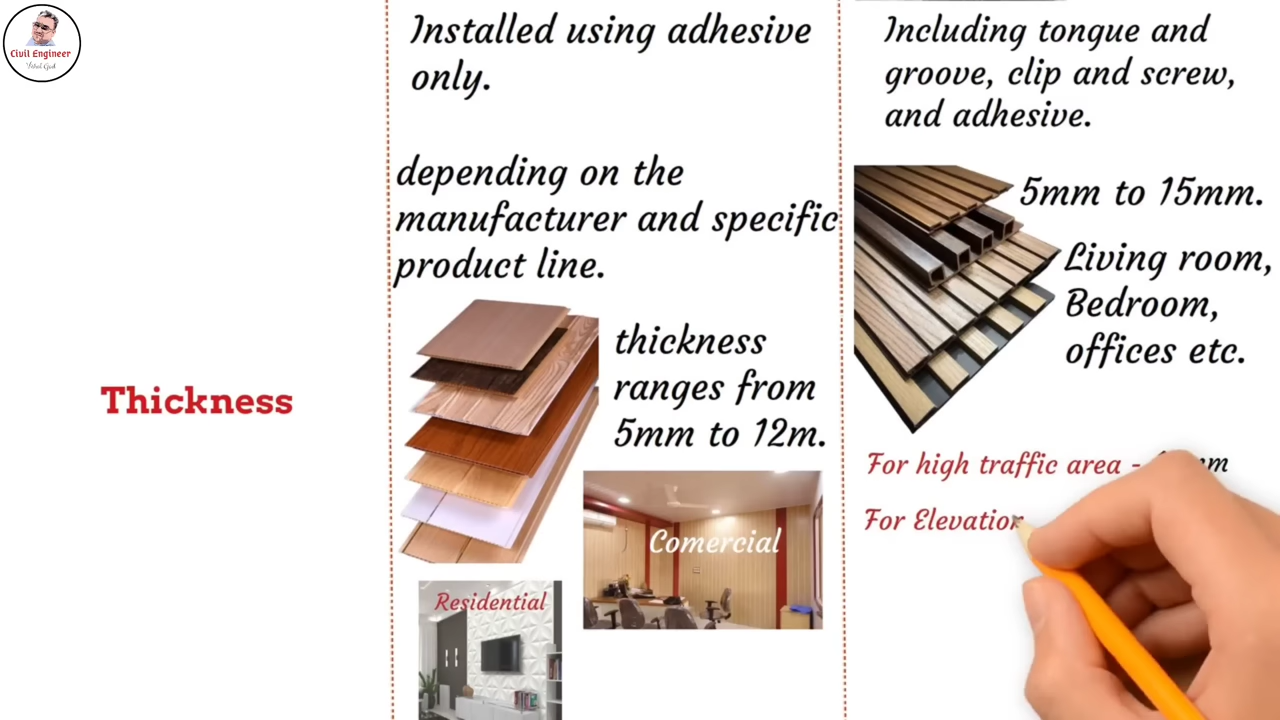 Civil Engineer
Thickness
Installed using adhesive
only.
depending on the
manufacturer and specific
product line.
thickness
ranges from
5mm to 12m.
Comercial
Residential
Including tongue and
groove, clip and screw,
and adhesive.
5mm to 15mm.
Living room,
Bedroom,
offices etc.
For high traffic area -
For Elevation